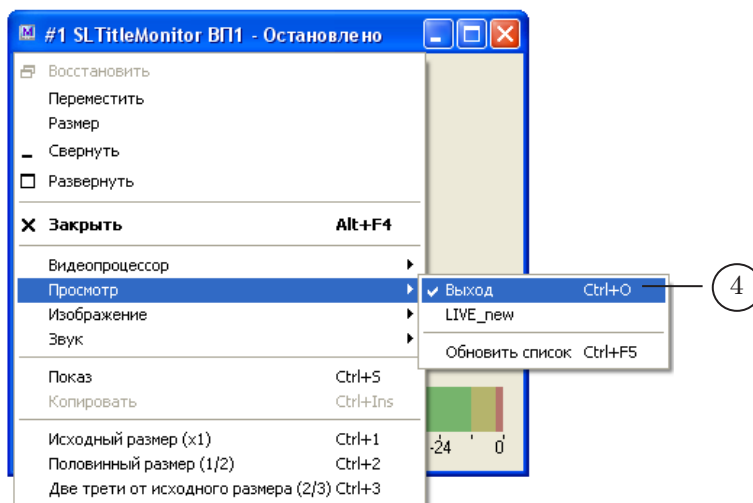 #1 SLTitleMonitor ВП1 - Остановлено
Восстановить
Переместить
Размер
Свернуть
Развернуть
Закрыть Alt+F4
Видеопроцессор
Просмотр
Изображение
Звук
Выход Ctrl+O
LIVE_new
Обновить список Ctrl+F5
4
Показ Ctrl+S
Копировать Ctrl+Ins
Исходный размер (x1) Ctrl+1
Половинный размер (1/2) Ctrl+2
Две трети от исходного размера (2/3) Ctrl+3
-24 0